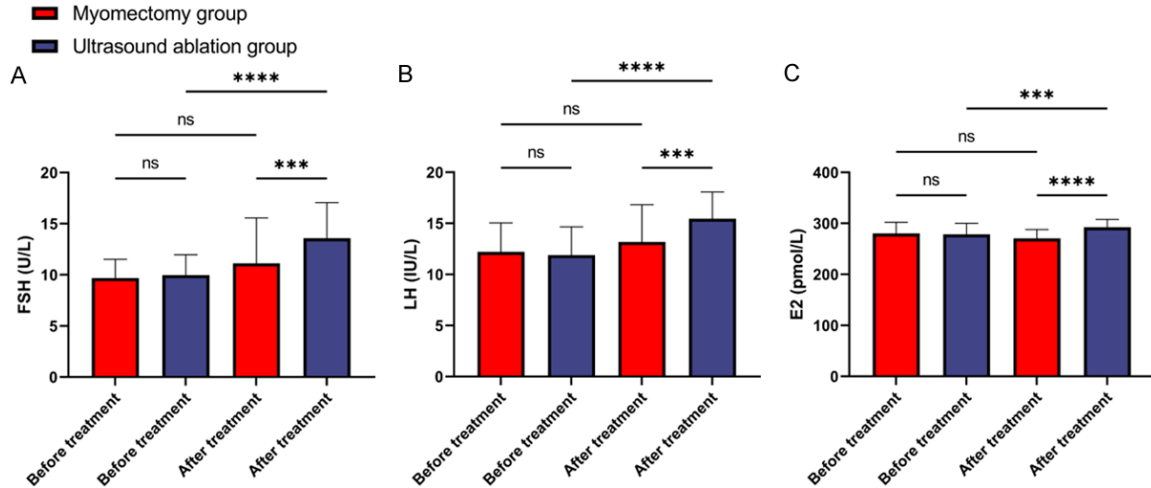 Myomectomy group
Ultrasound ablation group
A
****
ns
ns
***
20
15
10
5
0
FSH (U/L)
Before treatment
Before treatment
After treatment
After treatment
B
****
ns
ns
***
20
15
10
5
0
LH (IU/L)
Before treatment
Before treatment
After treatment
After treatment
C
***
ns
ns
****
400
300
200
100
0
E2 (pmol/L)
Before treatment
Before treatment
After treatment
After treatment